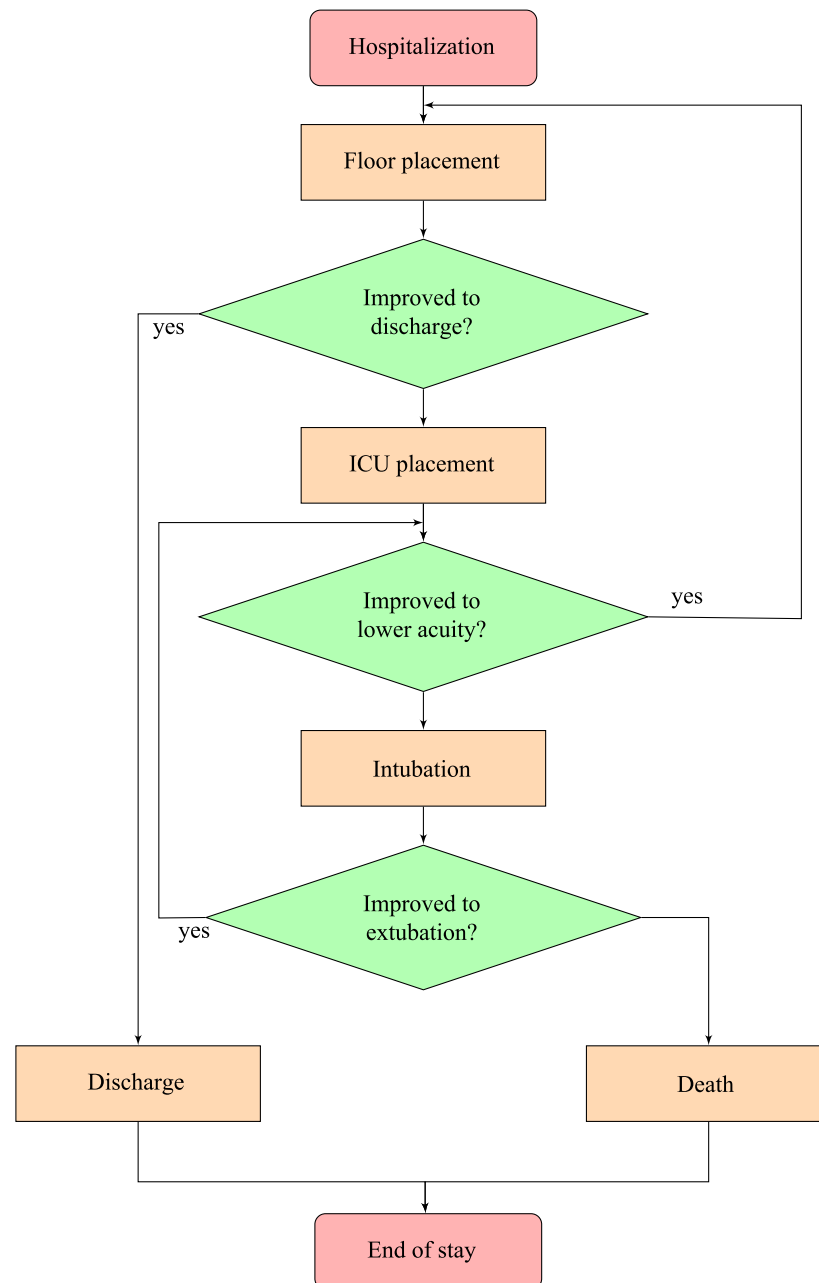 Hospitalization
Floor placement
Improved to
discharge?
yes
ICU placement
Improved to
lower acuity?
yes
Intubation
Improved to
extubation?
yes
Discharge
Death
End of stay